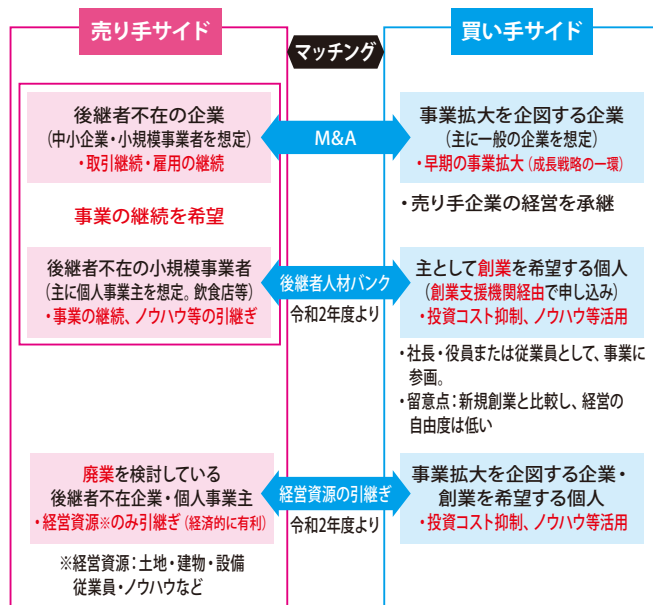 売り手サイド
マッチング
買い手サイド
後継者不在の企業
(中小企業・小規模事業者を想定)
・取引継続・雇用の継続
M&A
事業拡大を企図する企業
(主に一般の企業を想定)
・早期の事業拡大(成長戦略の一環)
・売り手企業の経営を承継
事業の継続を希望
後継者不在の小規模事業者
(主に個人事業主を想定。飲食店等)
・事業の継続、ノウハウ等の引継ぎ
後継者人材バンク
令和2年度より
主として創業を希望する個人
(創業支援機関経由で申し込み)
・投資コスト抑制、ノウハウ等活用
・社長・役員または従業員として、事業に
参画。
・留意点:新規創業と比較し、経営の
自由度は低い
廃業を検討している
後継者不在企業・個人事業主
・経営資源※のみ引継ぎ(経済的に有利)
経営資源の引継ぎ
令和2年度より
事業拡大を企図する企業・
創業を希望する個人
・投資コスト抑制、ノウハウ等活用
※経営資源:土地・建物・設備
従業員・ノウハウなど